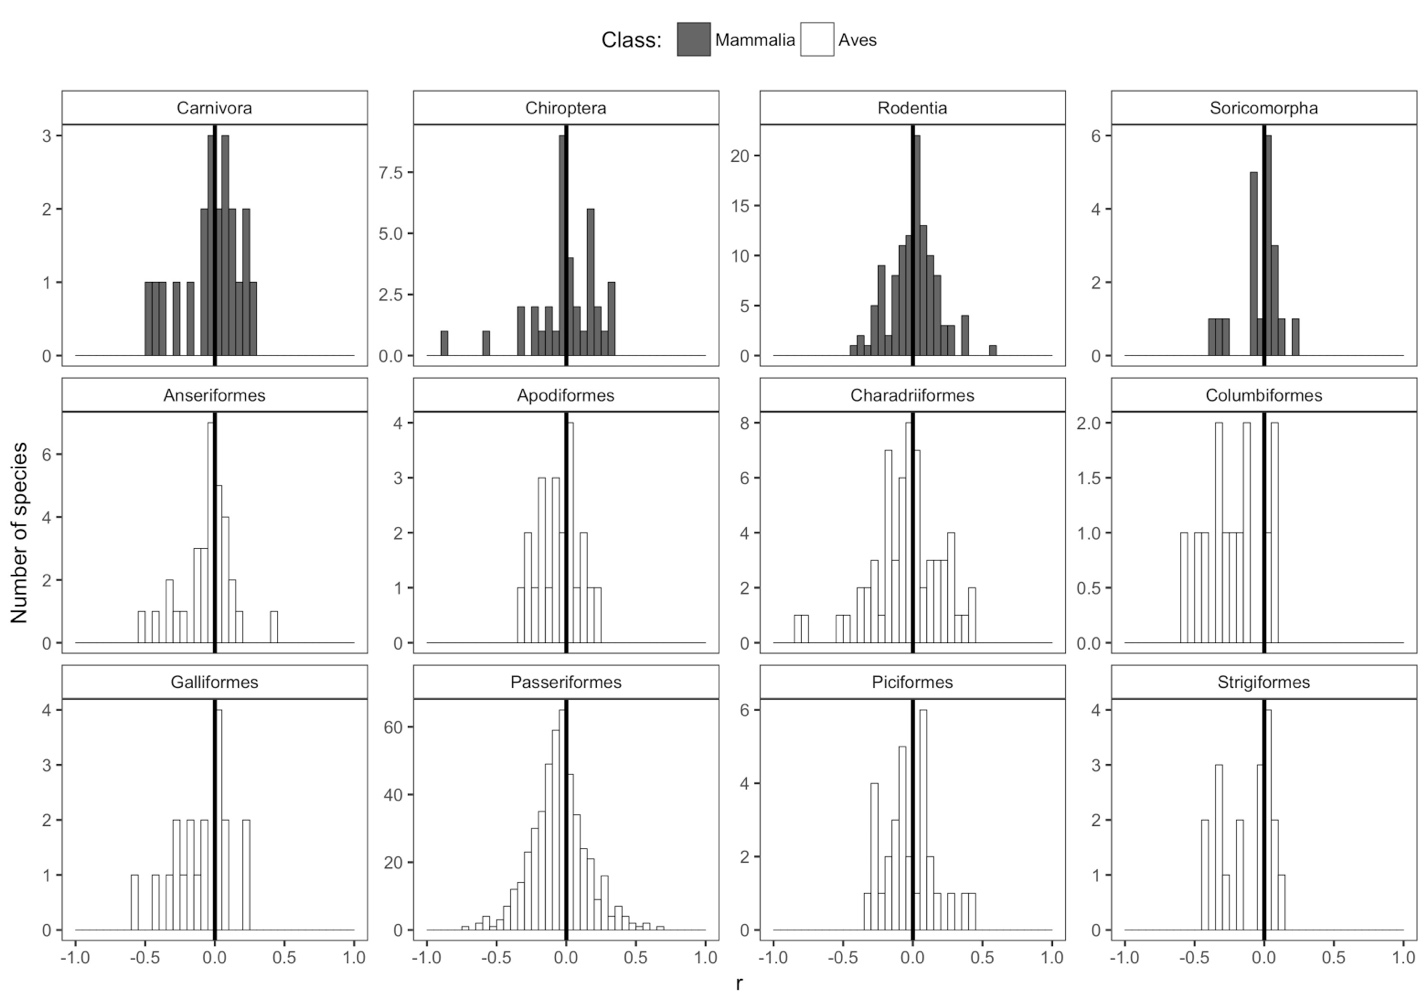 Class: Mammalia Aves
Carnivora Chiroptera Rodentia Soricomorpha
3 2 1 0
7.5 5.0 2.5 0.0
20 15 10 5 0
6 4 2 0
Anseriformes Apodiformes Charadriiformes Columbiformes
6 4 2 0
4 3 2 1 0
8 6 4 2 0
2.0 1.5 1.0 0.5 0.0
Number of species
Galliformes Passeriformes Piciformes Strigiformes
4 3 2 1 0
60 40 20 0
6 4 2 0
4 3 2 1 0
-1.0 -0.5 0.0 0.5 1.0 -1.0 -0.5 0.0 0.5 1.0 -1.0 -0.5 0.0 0.5 1.0 -1.0 -0.5 0.0 0.5 1.0
r